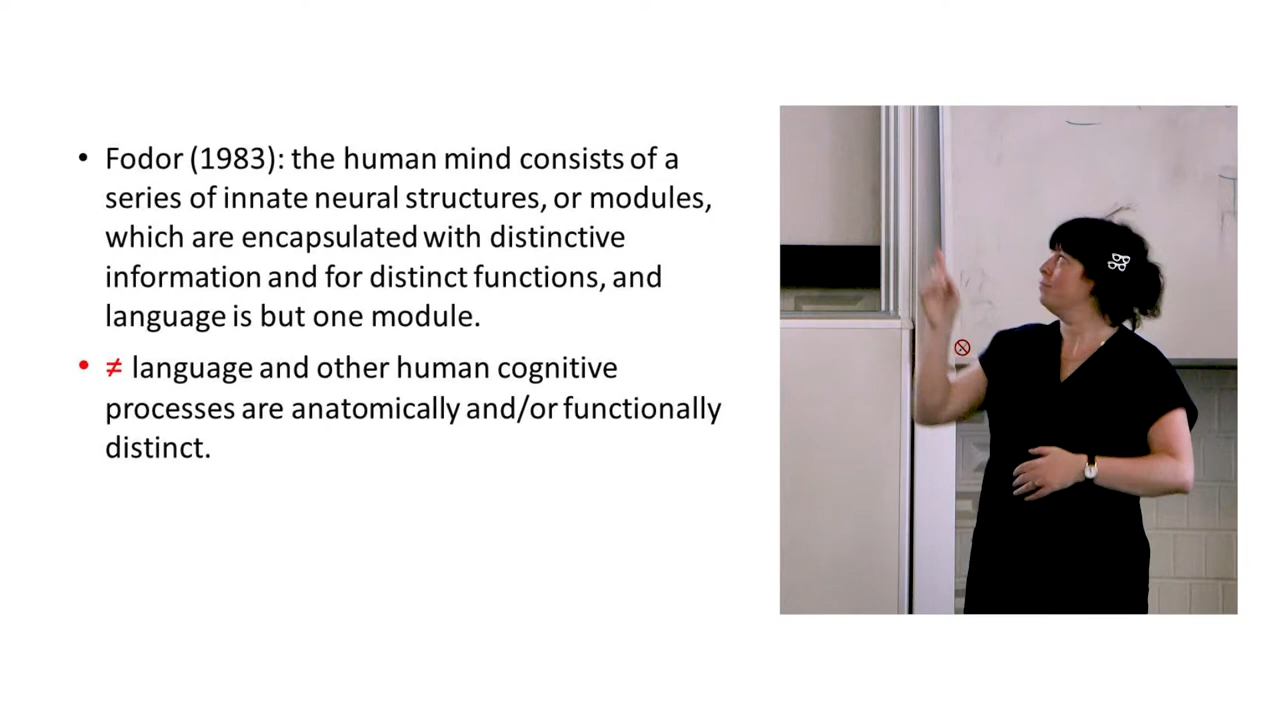 • Fodor (1983): the human mind consists of a
series of innate neural structures, or modules,
which are encapsulated with distinctive
information and for distinct functions, and
language is but one module.
• ≠ language and other human cognitive
processes are anatomically and/or functionally
distinct.